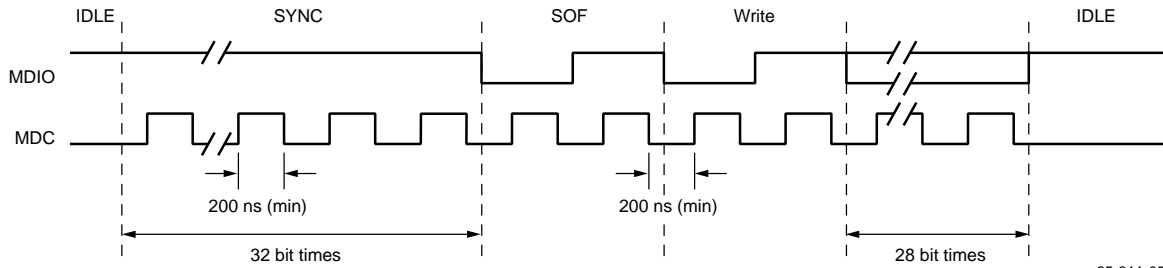 IDLE SYNC SOF Write IDLE
MDIO
MDC
200 ns (min) 200 ns (min)
32 bit times 28 bit times